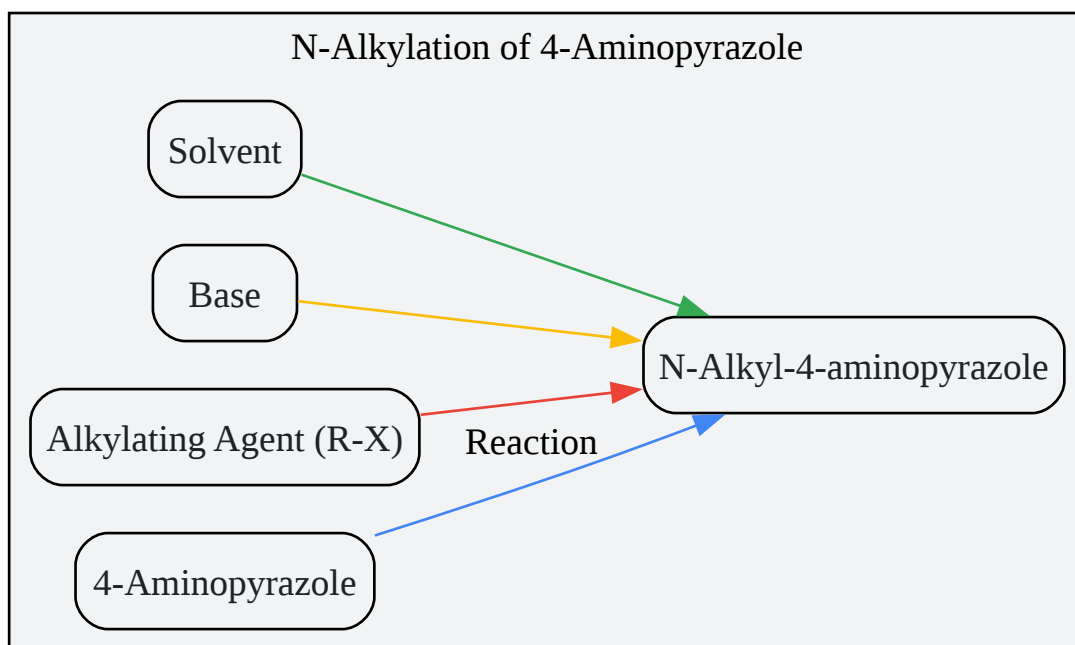 N-Alkylation of 4-Aminopyrazole
Solvent
Base
N-Alkyl-4-aminopyrazole
Alkylating Agent (R-X)
Reaction
4-Aminopyrazole